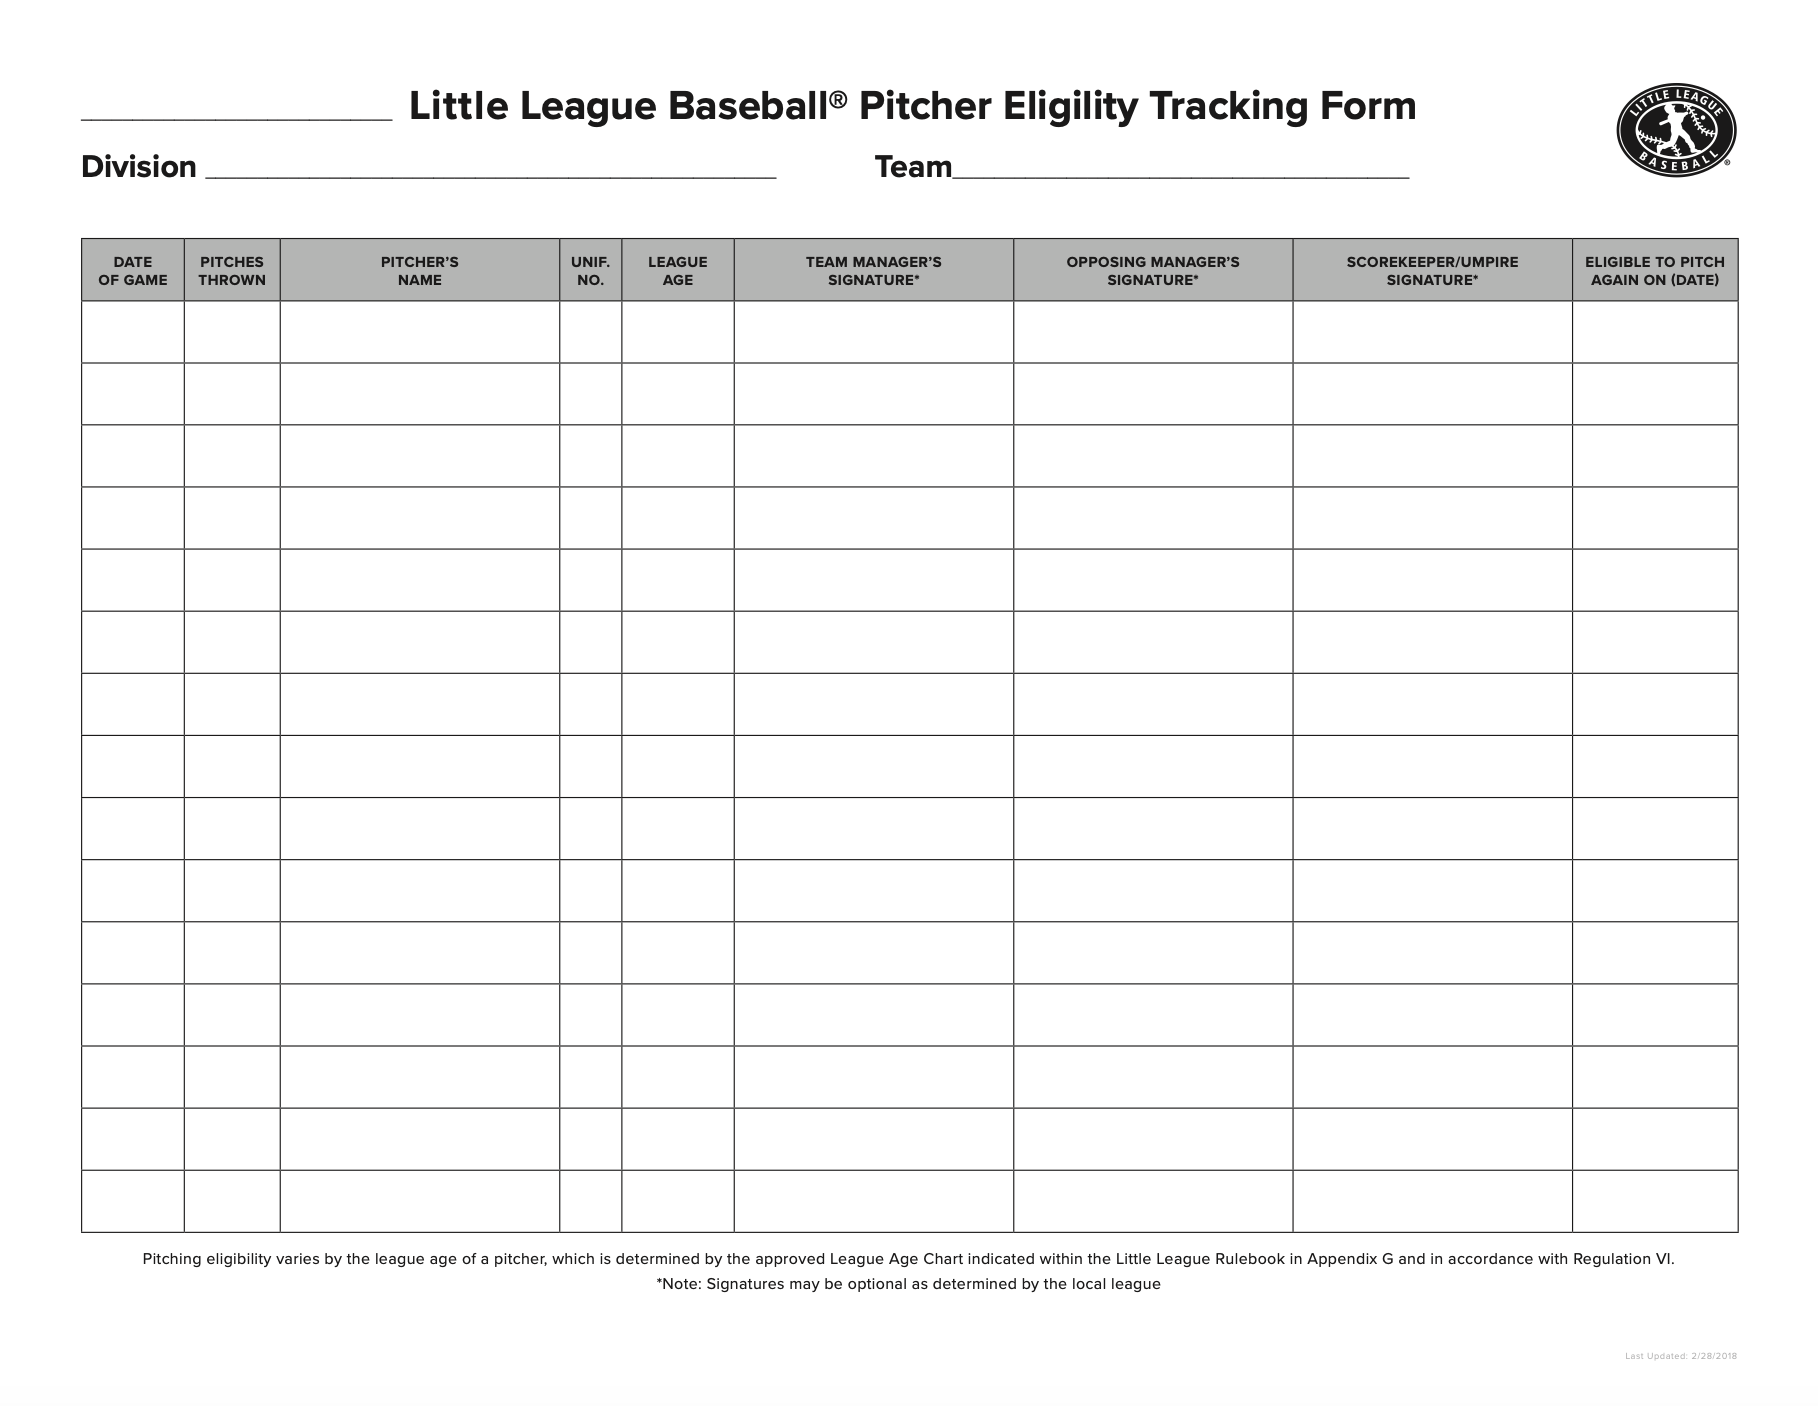 ______________________ Little League Baseball® Pitcher Eligility Tracking Form
Division ________________________________________ Team________________________________
LITTLE LEAGUE
BASEBALL ®
DATE OF GAME PITCHES THROWN PITCHER'S NAME UNIF. NO. LEAGUE AGE TEAM MANAGER'S SIGNATURE* OPPOSING MANAGER'S SIGNATURE* SCOREKEEPER/UMPIRE SIGNATURE* ELIGIBLE TO PITCH AGAIN ON (DATE)
Pitching eligibility varies by the league age of a pitcher, which is determined by the approved League Age Chart indicated within the Little League Rulebook in Appendix G and in accordance with Regulation VI.
*Note: Signatures may be optional as determined by the local league
Last Updated: 2/28/2018